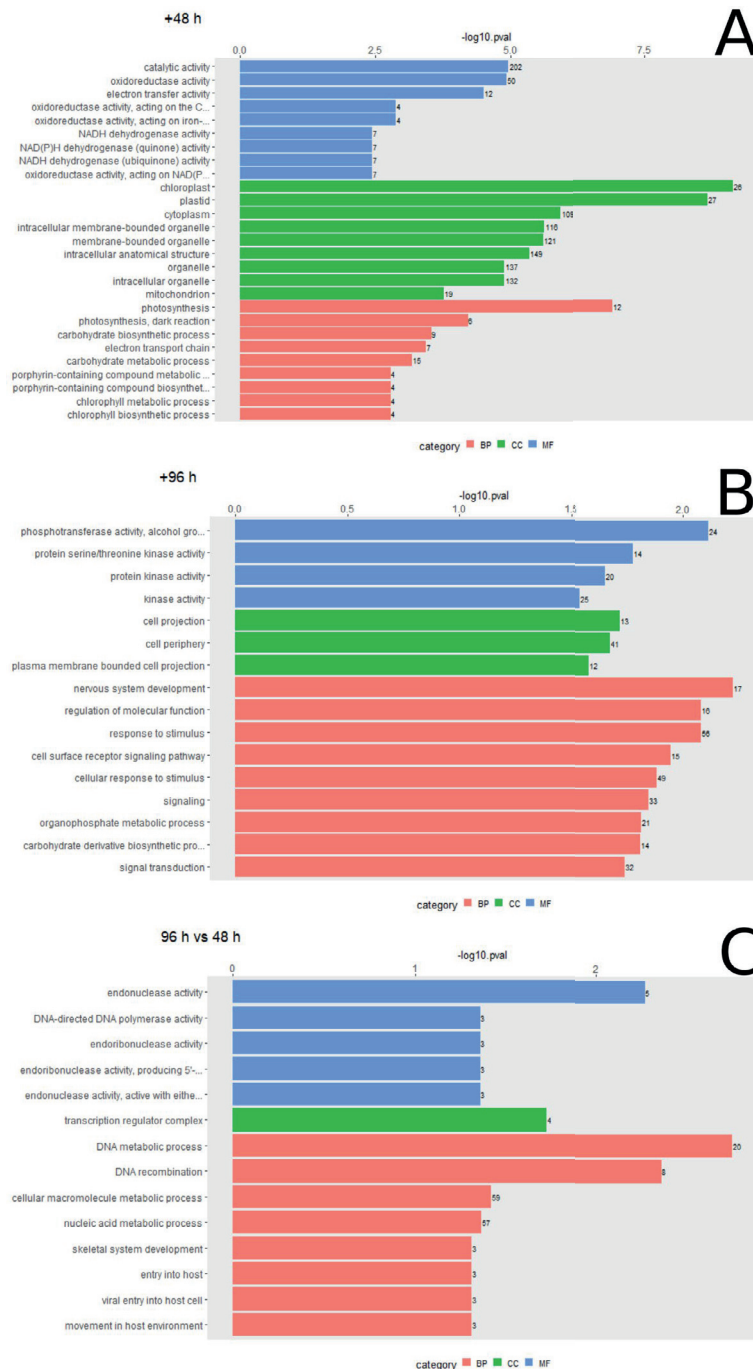 +48 h
A
-log10.pval
0.0 2.5 5.0 7.5
catalytic activity 202
oxidoreductase activity 50
electron transfer activity 12
oxidoreductase activity, acting on the C... 4
oxidoreductase activity, acting on iron-... 4
NADH dehydrogenase activity 7
NAD(P)H dehydrogenase (quinone) activity 7
NADH dehydrogenase (ubiquinone) activity 7
oxidoreductase activity, acting on NAD(P... 7
chloroplast 26
plastid 27
cytoplasm 109
intracellular membrane-bounded organelle 116
membrane-bounded organelle 121
intracellular anatomical structure 149
organelle 137
intracellular organelle 132
mitochondrion 19
photosynthesis 12
photosynthesis, dark reaction 6
carbohydrate biosynthetic process 9
electron transport chain 7
carbohydrate metabolic process 15
porphyrin-containing compound metabolic ... 4
porphyrin-containing compound biosynthet... 4
chlorophyll metabolic process 4
chlorophyll biosynthetic process 4
category BP CC MF
+96 h
B
-log10.pval
0.0 0.5 1.0 1.5 2.0
phosphotransferase activity, alcohol gro... 24
protein serine/threonine kinase activity 14
protein kinase activity 20
kinase activity 25
cell projection 13
cell periphery 41
plasma membrane bounded cell projection 12
nervous system development 17
regulation of molecular function 16
response to stimulus 56
cell surface receptor signaling pathway 15
cellular response to stimulus 49
signaling 33
organophosphate metabolic process 21
carbohydrate derivative biosynthetic pro... 14
signal transduction 32
category BP CC MF
96 h vs 48 h
C
-log10.pval
0 1 2
endonuclease activity 5
DNA-directed DNA polymerase activity 3
endoribonuclease activity 3
endoribonuclease activity, producing 5'-... 3
endonuclease activity, active with eithe... 3
transcription regulator complex 4
DNA metabolic process 20
DNA recombination 8
cellular macromolecule metabolic process 59
nucleic acid metabolic process 57
skeletal system development 3
entry into host 3
viral entry into host cell 3
movement in host environment 3
category BP CC MF